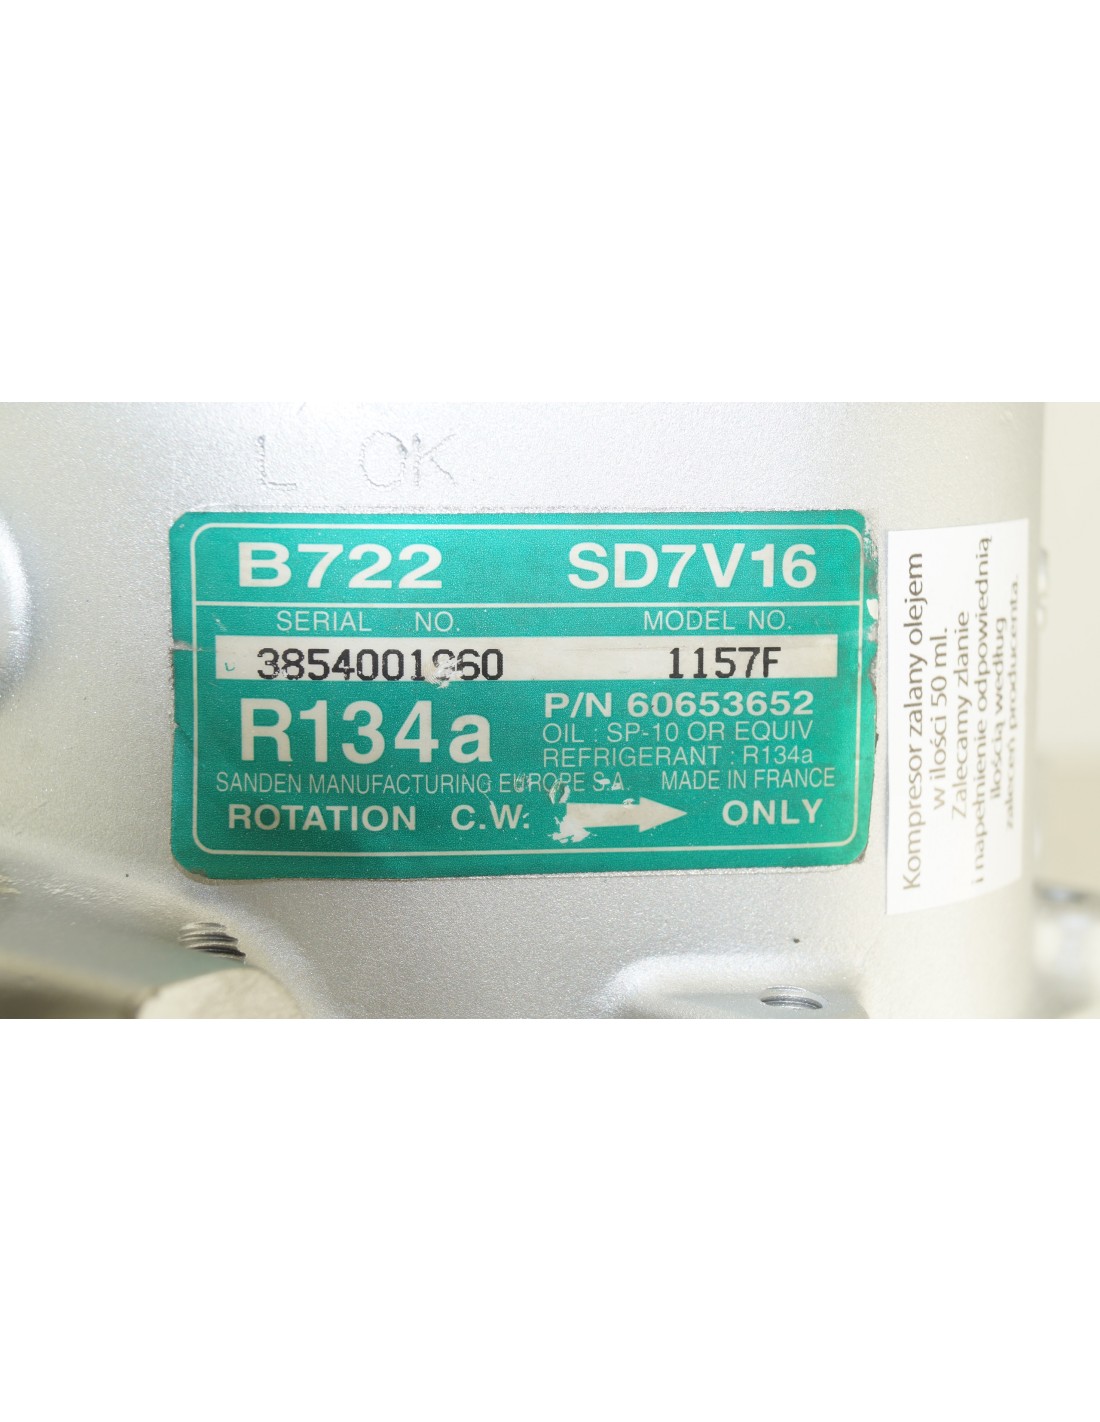 L OK
B722 SD7V16
SERIAL NO. MODEL NO.
1157F
R134a
P/N 60653652
OIL : SP-10 OR EQUIV
REFRIGERANT : R134a
SANDEN MANUFACTURING EUROPE S.A. MADE IN FRANCE
ROTATION C.W. ONLY
Kompresor zalany olejem
w ilości 50 ml.
Zalecamy zlanie
i napełnienie odpowiednią
ilością według
zaleceń producenta.